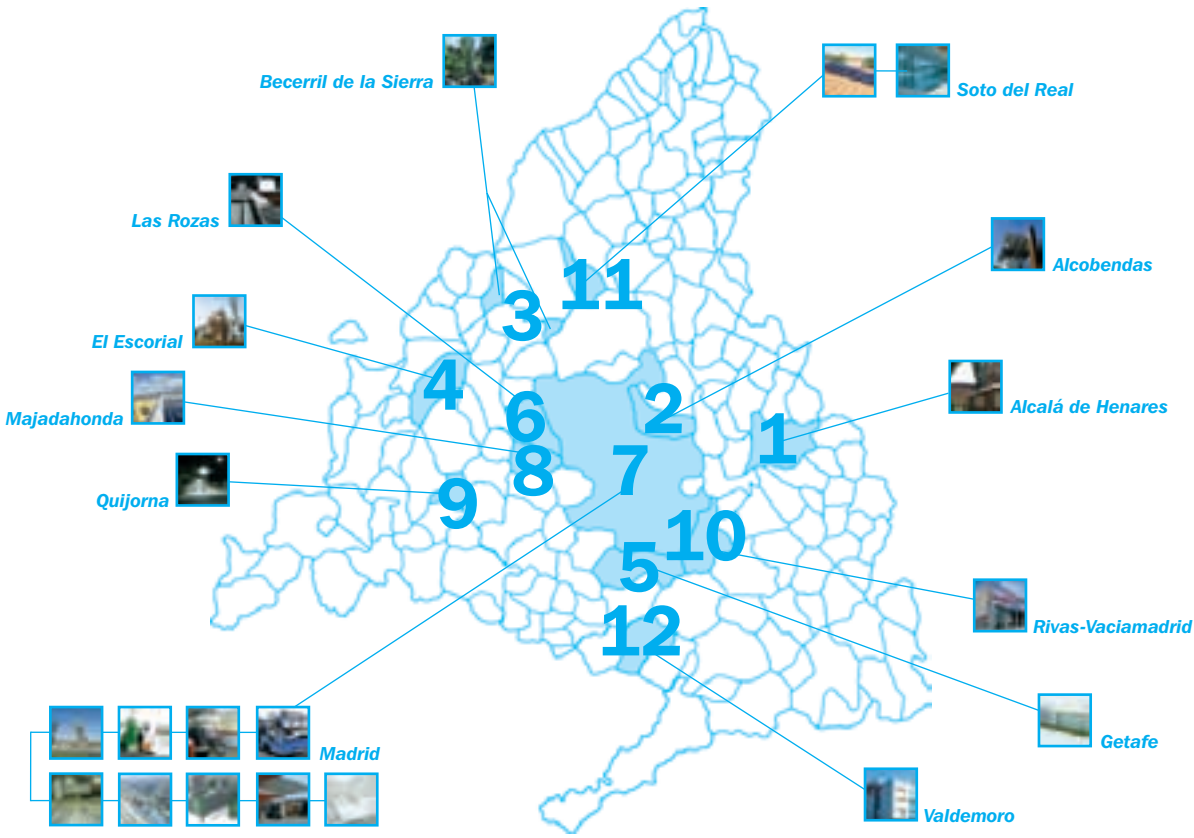 Becerril de la Sierra
Soto del Real
Las Rozas
Alcobendas
11
3
El Escorial
4
2
6
Majadahonda
Alcalá de Henares
1
7
8
Quijorna
9
10
5
Rivas-Vaciamadrid
12
Madrid
Getafe
Valdemoro